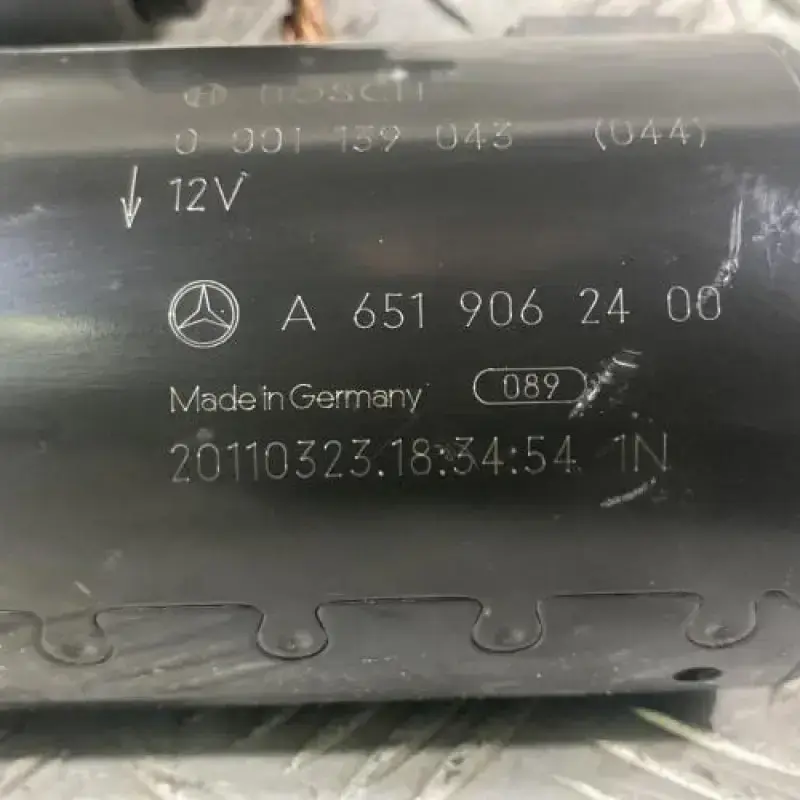 BOSCH
0 001 139 043 (044)
12V
A 651 906 24 00
Made in Germany 089
20110323.18:34:54 1N